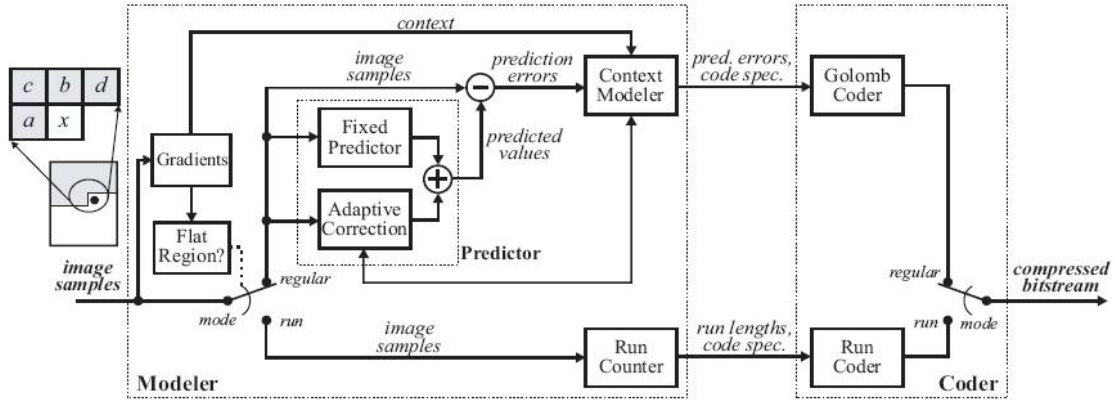 context
image
samples
prediction
errors
pred. errors,
code spec.
c b d
a x
Gradients
Fixed
Predictor
−
Context
Modeler
Golomb
Coder
predicted
values
+
Adaptive
Correction
Flat
Region?
Predictor
image
samples
regular
mode
run
image
samples
Run
Counter
run lengths,
code spec.
Run
Coder
regular
run
mode
compressed
bitstream
Modeler
Coder